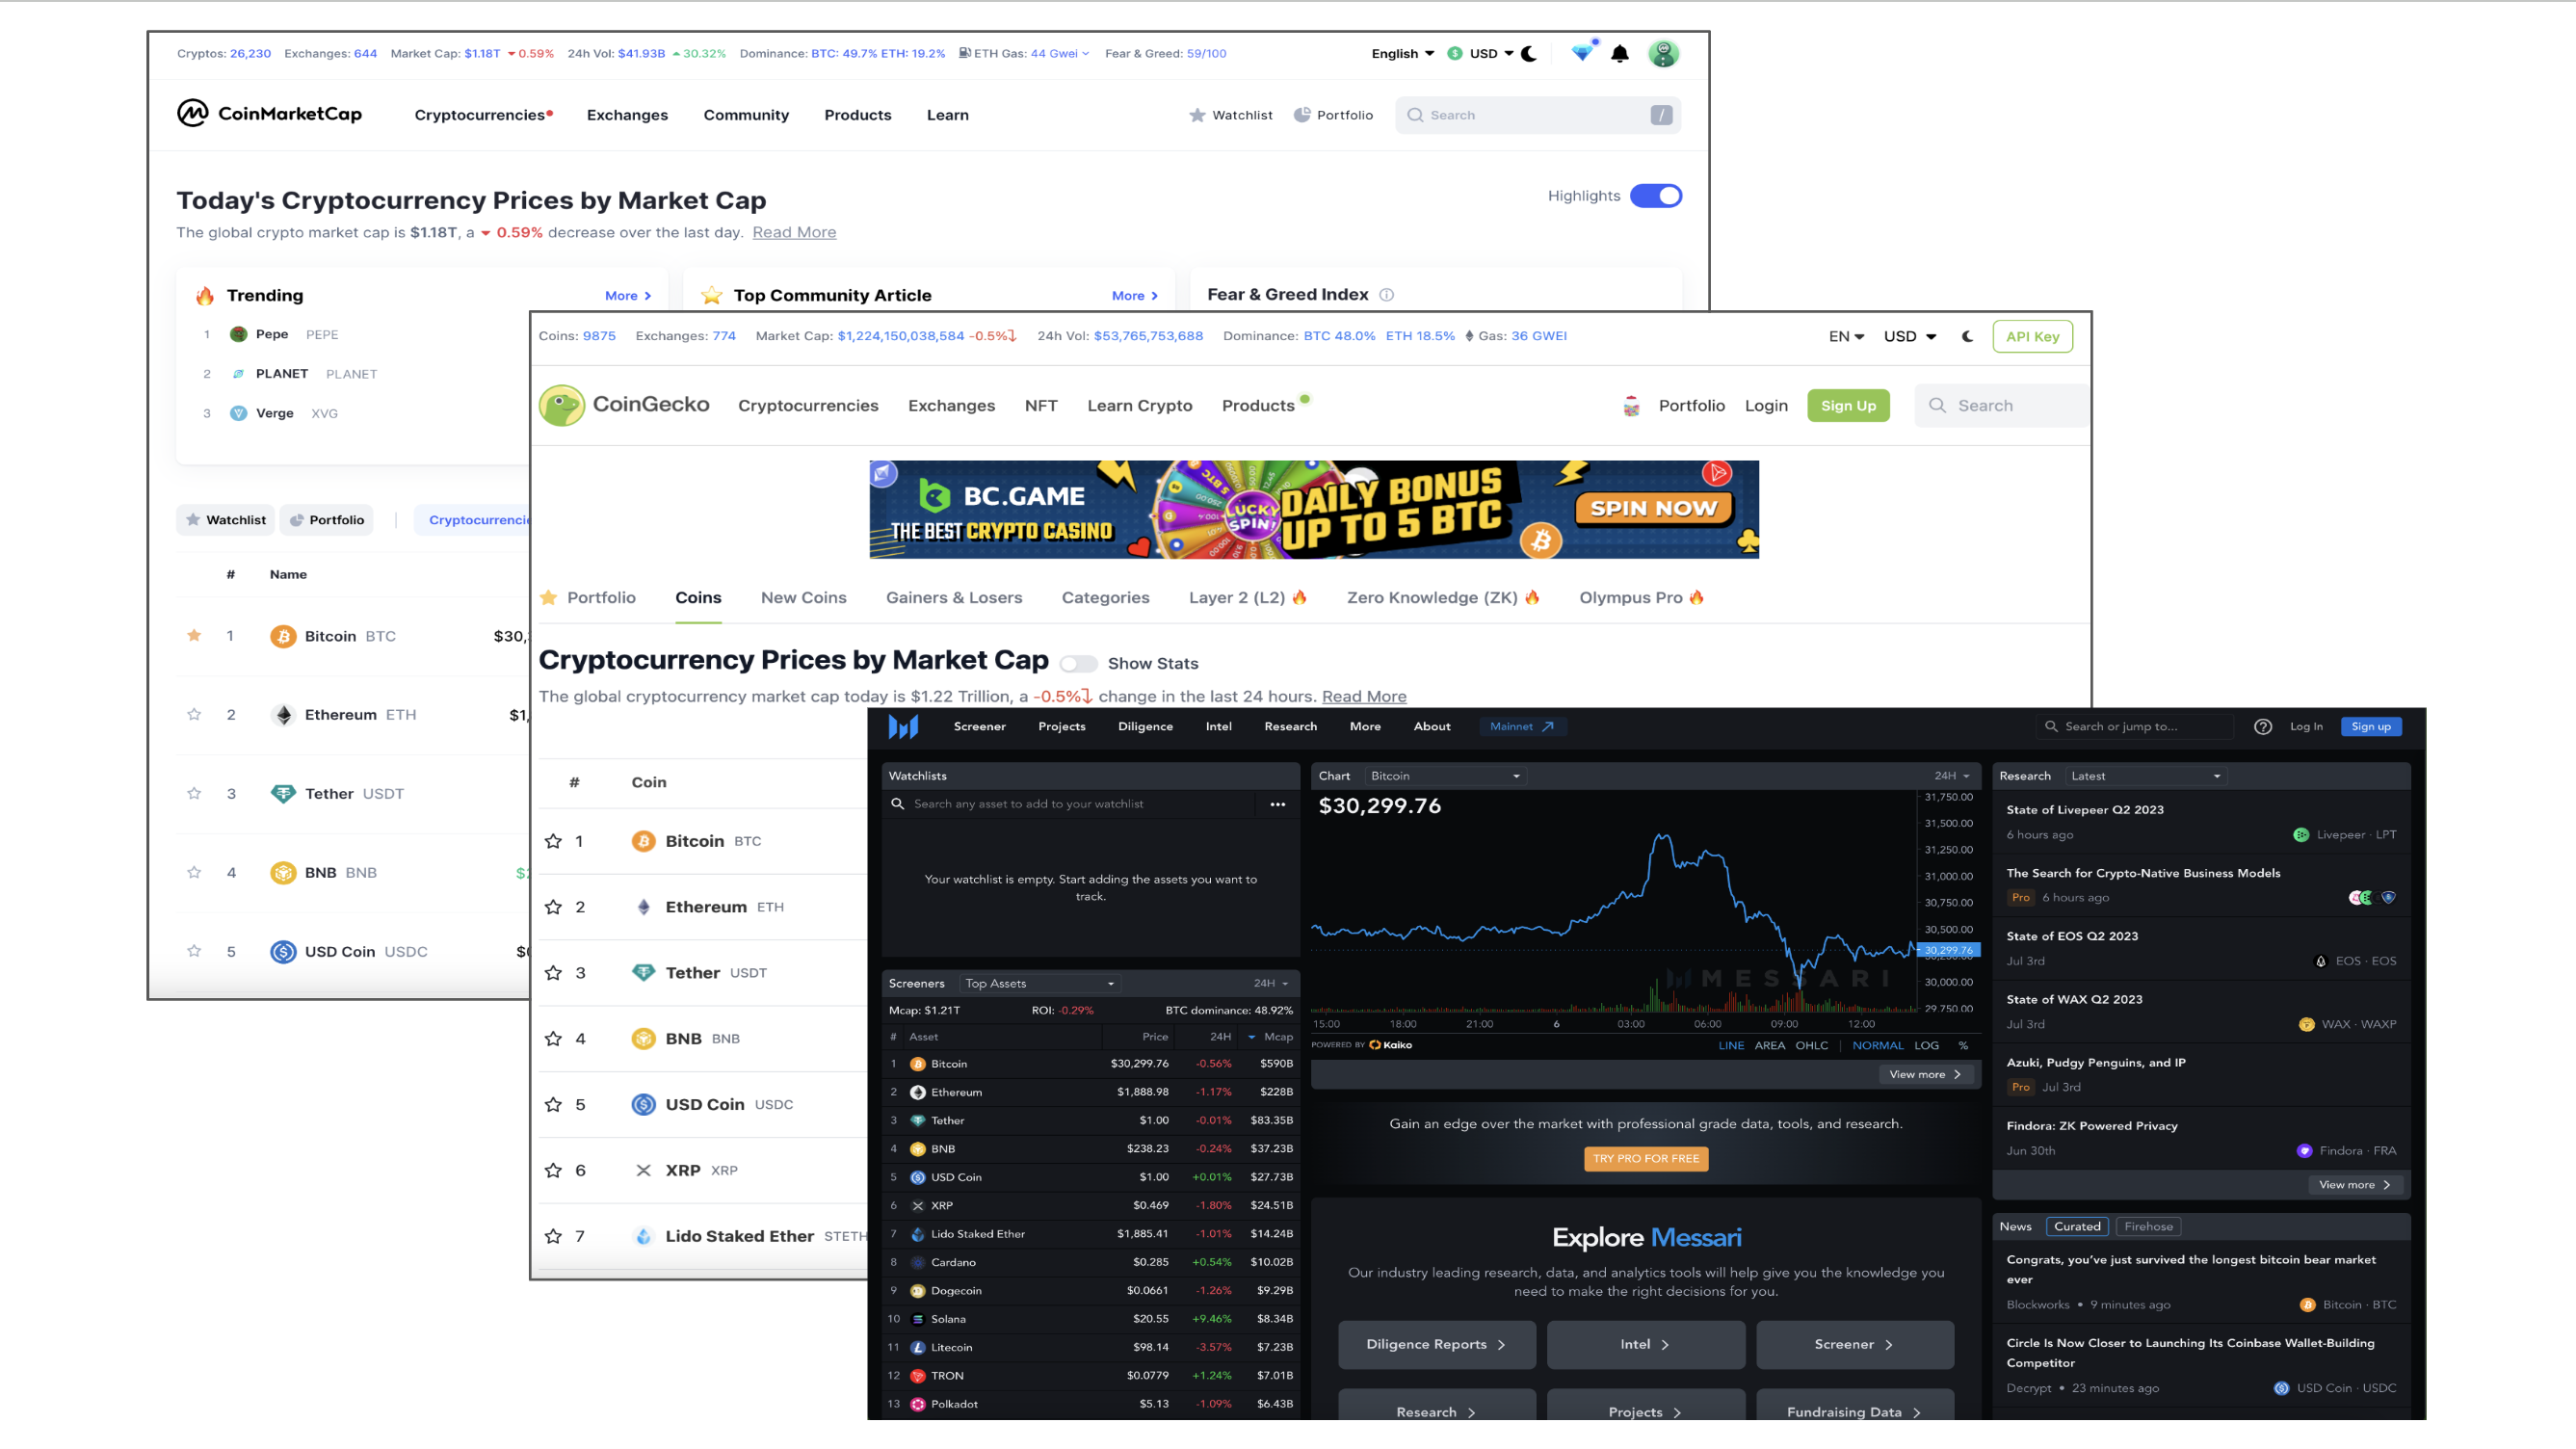 Cryptos: 26,230 Exchanges: 644 Market Cap: $1.18T 0.59% 24h Vol: $41.93B 30.32% Dominance: BTC: 49.7% ETH: 19.2% ETH Gas: 44 Gwei Fear & Greed: 59/100 English USD
CoinMarketCap Cryptocurrencies Exchanges Community Products Learn Watchlist Portfolio Search /
Today's Cryptocurrency Prices by Market Cap Highlights
The global crypto market cap is $1.18T, a 0.59% decrease over the last day. Read More
Trending More > Top Community Article More > Fear & Greed Index
1 Pepe PEPE
2 PLANET PLANET
3 Verge XVG
Watchlist Portfolio | Cryptocurrencie
# Name
1 Bitcoin BTC $30,
2 Ethereum ETH $1,
3 Tether USDT
4 BNB BNB
5 USD Coin USDC
Coins: 9875 Exchanges: 774 Market Cap: $1,224,150,038,584 -0.5% 24h Vol: $53,765,753,688 Dominance: BTC 48.0% ETH 18.5% Gas: 36 GWEI EN USD API Key
CoinGecko Cryptocurrencies Exchanges NFT Learn Crypto Products Portfolio Login Sign Up Search
BC.GAME
THE BEST CRYPTO CASINO
LUCKY SPIN!
DAILY BONUS
UP TO 5 BTC
SPIN NOW
Portfolio Coins New Coins Gainers & Losers Categories Layer 2 (L2) Zero Knowledge (ZK) Olympus Pro
Cryptocurrency Prices by Market Cap Show Stats
The global cryptocurrency market cap today is $1.22 Trillion, a -0.5% change in the last 24 hours. Read More
# Coin
1 Bitcoin BTC
2 Ethereum ETH
3 Tether USDT
4 BNB BNB
5 USD Coin USDC
6 XRP XRP
7 Lido Staked Ether STETH
Screener Projects Diligence Intel Research More About Mainnet Search or jump to... Log In Sign up
Watchlists
Search any asset to add to your watchlist
Your watchlist is empty. Start adding the assets you want to
track.
Screeners Top Assets 24H
Mcap: $1.21T ROI: -0.29% BTC dominance: 48.92%
# Asset Price 24H Mcap
1 Bitcoin $30,299.76 -0.56% $590B
2 Ethereum $1,888.98 -1.17% $228B
3 Tether $1.00 -0.01% $83.35B
4 BNB $238.23 -0.24% $37.23B
5 USD Coin $1.00 +0.01% $27.73B
6 XRP $0.469 -1.80% $24.51B
7 Lido Staked Ether $1,885.41 -1.01% $14.24B
8 Cardano $0.285 +0.54% $10.02B
9 Dogecoin $0.0661 -1.26% $9.29B
10 Solana $20.55 +9.46% $8.34B
11 Litecoin $98.14 -3.57% $7.23B
12 TRON $0.0779 +1.24% $7.01B
13 Polkadot $5.13 -1.09% $6.43B
Chart Bitcoin 24H
$30,299.76
31,750.00
31,500.00
31,250.00
31,000.00
30,750.00
30,500.00
30,299.76
30,000.00
29,750.00
MESSARI
15:00 18:00 21:00 6 03:00 06:00 09:00 12:00
POWERED BY Kaiko LINE AREA OHLC | NORMAL LOG %
View more >
Gain an edge over the market with professional grade data, tools, and research.
TRY PRO FOR FREE
Explore Messari
Our industry leading research, data, and analytics tools will help give you the knowledge you
need to make the right decisions for you.
Diligence Reports > Intel > Screener >
Research > Projects > Fundraising Data >
Research Latest
State of Livepeer Q2 2023
6 hours ago Livepeer · LPT
The Search for Crypto-Native Business Models
Pro 6 hours ago
State of EOS Q2 2023
Jul 3rd EOS · EOS
State of WAX Q2 2023
Jul 3rd WAX · WAXP
Azuki, Pudgy Penguins, and IP
Pro Jul 3rd
Findora: ZK Powered Privacy
Jun 30th Findora · FRA
View more >
News Curated Firehose
Congrats, you've just survived the longest bitcoin bear market
ever
Blockworks • 9 minutes ago Bitcoin · BTC
Circle Is Now Closer to Launching Its Coinbase Wallet-Building
Competitor
Decrypt • 23 minutes ago USD Coin · USDC